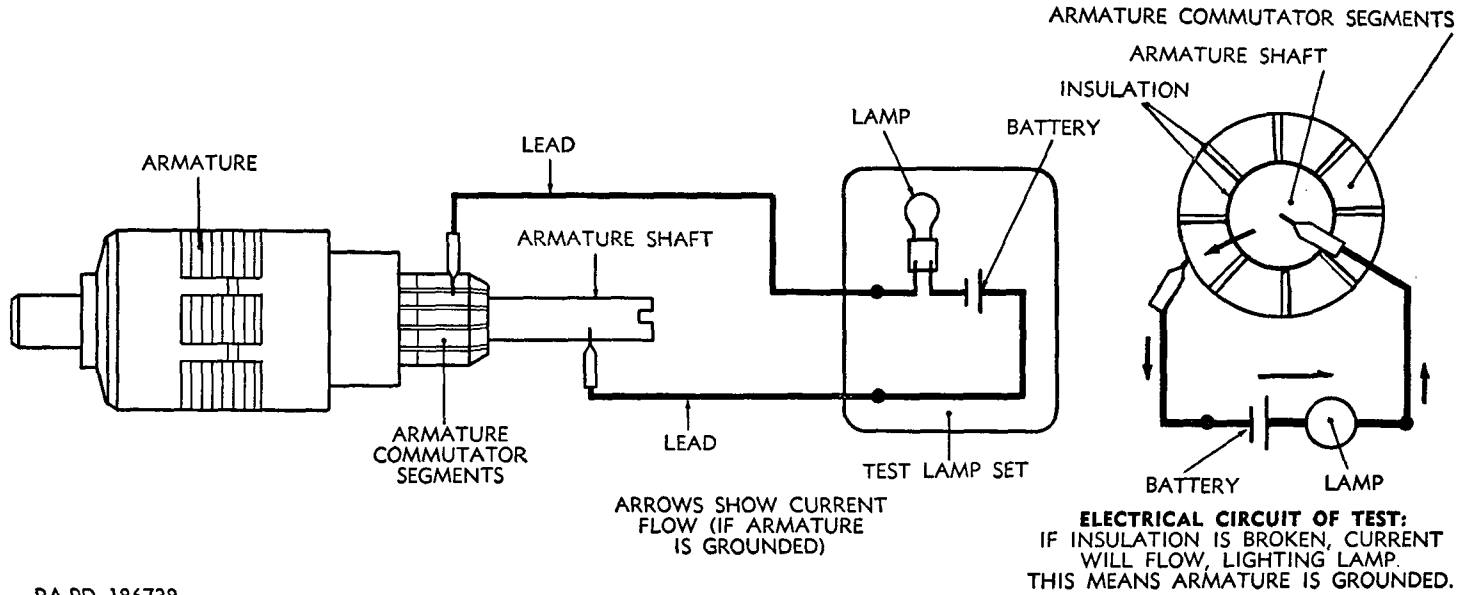 ARMATURE COMMUTATOR SEGMENTS
ARMATURE SHAFT
INSULATION
LAMP
BATTERY
LEAD
ARMATURE
ARMATURE SHAFT
ARMATURE
COMMUTATOR
SEGMENTS
LEAD
TEST LAMP SET
BATTERY
LAMP
ARROWS SHOW CURRENT
FLOW (IF ARMATURE
IS GROUNDED)
ELECTRICAL CIRCUIT OF TEST:
IF INSULATION IS BROKEN, CURRENT
WILL FLOW, LIGHTING LAMP.
THIS MEANS ARMATURE IS GROUNDED.